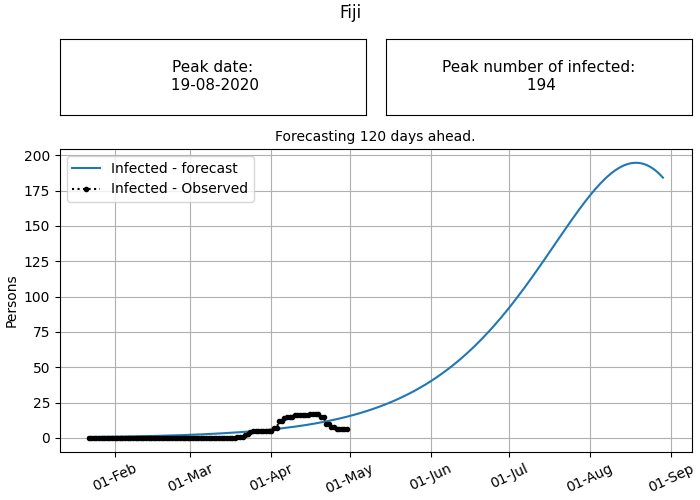 Fiji
Peak date:
19-08-2020
Peak number of infected:
194
Forecasting 120 days ahead.
Infected - forecast
Infected - Observed
Persons
200
175
150
125
100
75
50
25
0
01-Feb
01-Mar
01-Apr
01-May
01-Jun
01-Jul
01-Aug
01-Sep